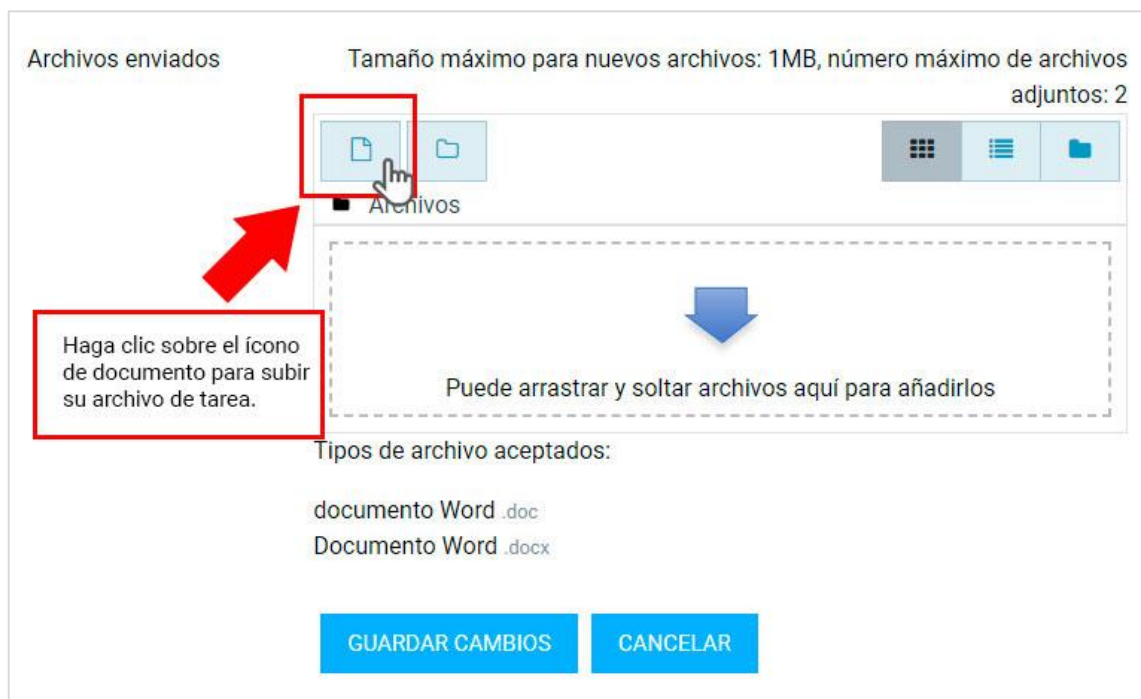 Archivos enviados
Tamaño máximo para nuevos archivos: 1MB, número máximo de archivos
adjuntos: 2
Archivos
Haga clic sobre el ícono
de documento para subir
su archivo de tarea.
Puede arrastrar y soltar archivos aquí para añadirlos
Tipos de archivo aceptados:
documento Word .doc
Documento Word .docx
GUARDAR CAMBIOS
CANCELAR